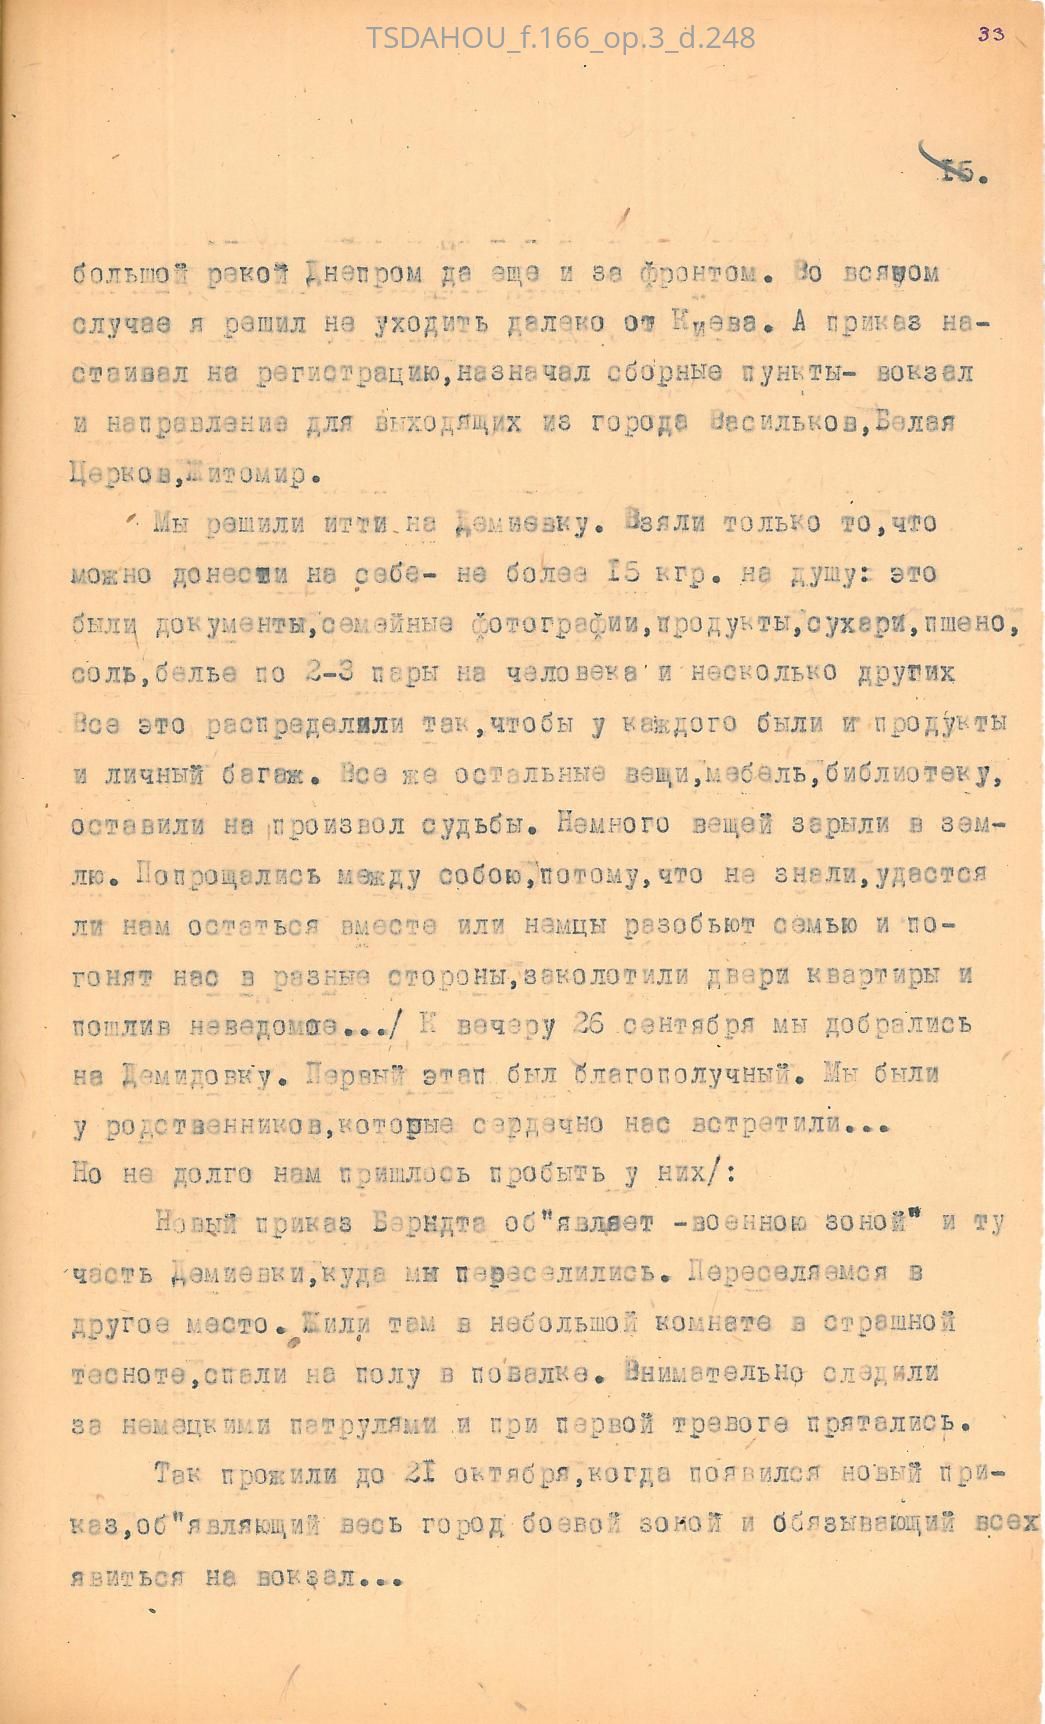 TSDAHOU_f.166_op.3_d.248
33
15.
большой рекой Днепром да еще и за фронтом. Во всяком
случае я решил не уходить далеко от Киева. А приказ на-
стаивал на регистрацию,назначал сборные пункты- вокзал
и направление для выходящих из города Васильков,Белая
Церков,Житомир.
Мы решили итти на Демиевку. Взяли только то,что
можно донести на себе- не более 15 кгр. на душу: это
были документы,семейные фотографии,продукты,сухари,пшено,
соль,белье по 2-3 пары на человека и несколько других
Все это распределили так,чтобы у каждого были и продукты
и личный багаж. Все же остальные вещи,мебель,библиотеку,
оставили на произвол судьбы. Немного вещей зарыли в зем-
лю. Попрощались между собою,потому,что не знали,удастся
ли нам остаться вместе или немцы разобьют семью и по-
гонят нас в разные стороны,заколотили двери квартиры и
пошлив неведомое.../ К вечеру 26 сентября мы добрались
на Демидовку. Первый этап был благополучный. Мы были
у родственников,которые сердечно нас встретили...
Но не долго нам пришлось пробыть у них/:
Новый приказ Берндта об"являет -военною зоной" и ту
часть Демиевки,куда мы переселились. Переселяемся в
другое место. Жили там в небольшой комнате в страшной
тесноте,спали на полу в повалке. Внимательно следили
за немецкими патрулями и при первой тревоге прятались.
Так прожили до 2I октября,когда появился новый при-
каз,об"являющий весь город боевой зоной и обязывающий всех
явиться на вокзал...